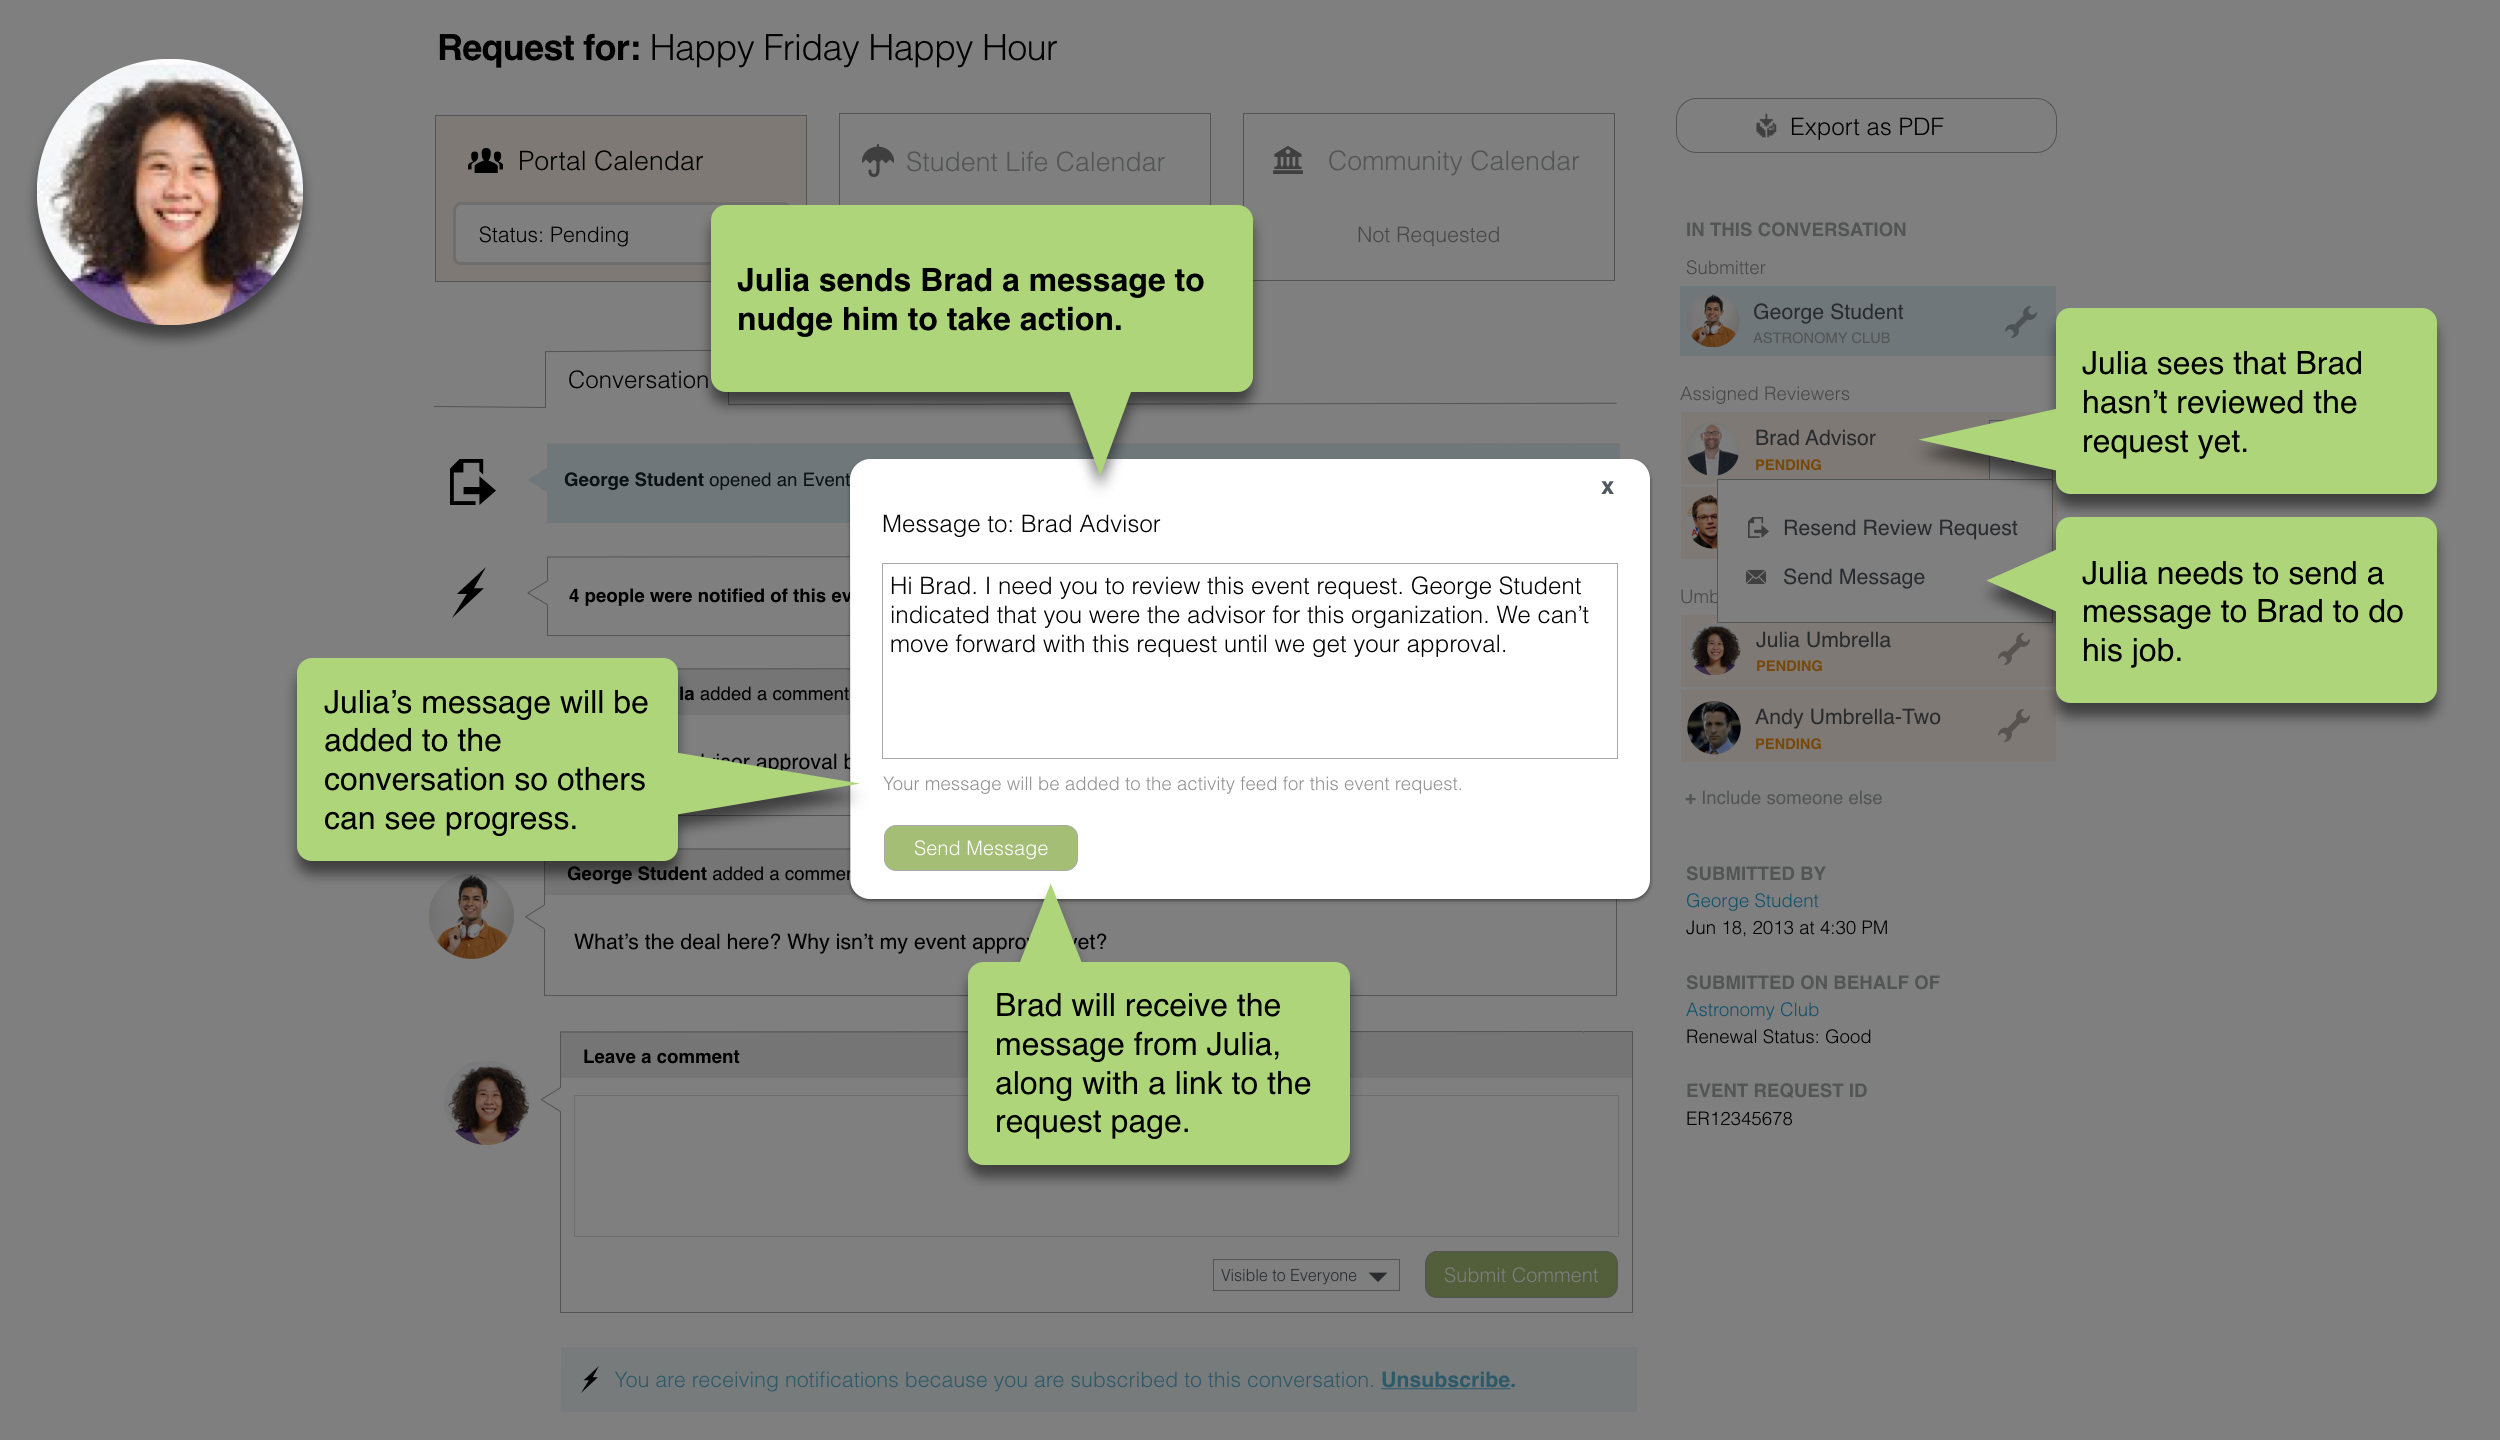 Request for: Happy Friday Happy Hour
Portal Calendar
Status: Pending
Student Life Calendar
Community Calendar
Not Requested
Export as PDF
Julia sends Brad a message to
nudge him to take action.
Conversation
IN THIS CONVERSATION
Submitter
George Student
ASTRONOMY CLUB
Assigned Reviewers
Brad Advisor
PENDING
Resend Review Request
Send Message
Julia Umbrella
PENDING
Andy Umbrella-Two
PENDING
+ Include someone else
Julia sees that Brad
hasn't reviewed the
request yet.
Julia needs to send a
message to Brad to do
his job.
George Student opened an Event
4 people were notified of this
added a comment
approval
x
Message to: Brad Advisor
Hi Brad. I need you to review this event request. George Student
indicated that you were the advisor for this organization. We can't
move forward with this request until we get your approval.
Your message will be added to the activity feed for this event request.
Send Message
Julia's message will be
added to the
conversation so others
can see progress.
George Student added a
What's the deal here? Why isn't my event
Brad will receive the
message from Julia,
along with a link to the
request page.
Leave a comment
Visible to Everyone
Submit Comment
You are receiving notifications because you are subscribed to this conversation. Unsubscribe.
SUBMITTED BY
George Student
Jun 18, 2013 at 4:30 PM
SUBMITTED ON BEHALF OF
Astronomy Club
Renewal Status: Good
EVENT REQUEST ID
ER12345678